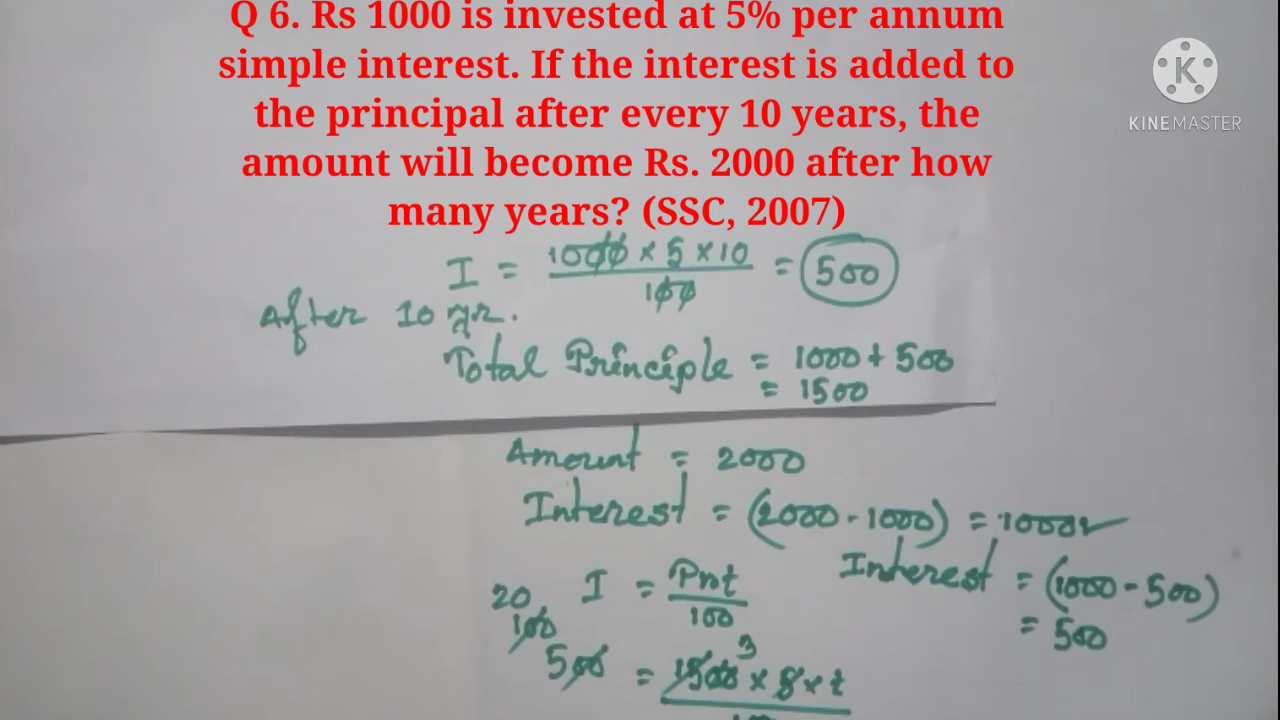 Q 6. Rs 1000 is invested at 5% per annum
simple interest. If the interest is added to
the principal after every 10 years, the
amount will become Rs. 2000 after how
many years? (SSC, 2007)
KINEMASTER
I = 1000 × 5 × 10 / 100 = 500
After 10 yr.
Total Principle = 1000 + 500
= 1500
Amount = 2000
Interest = (2000 - 1000) = 1000
Interest = (1000 - 500)
= 500
I = Prt / 100
20
100
500 = 1500 3 × 5 × t